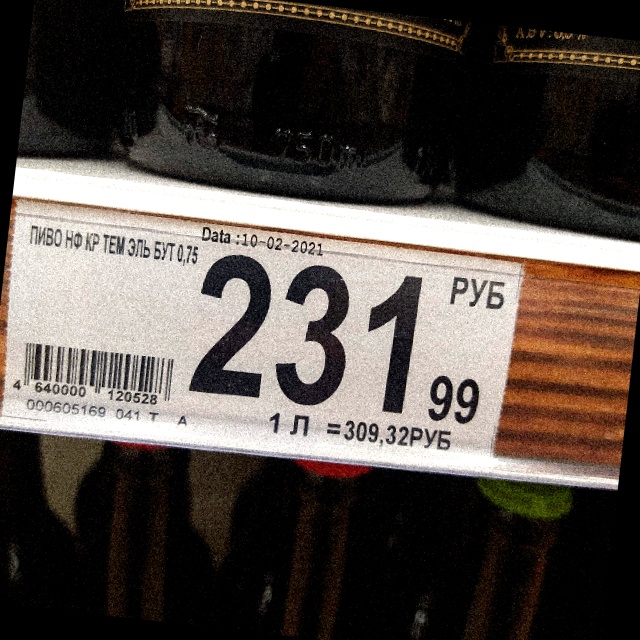 750
ПИВО НФ КР ТЕМ ЭЛЬ БУТ 0,75
Data :10-02-2021
231
99
РУБ
4 640000 120528
000605169 041 Т А
1 Л =309,32РУБ